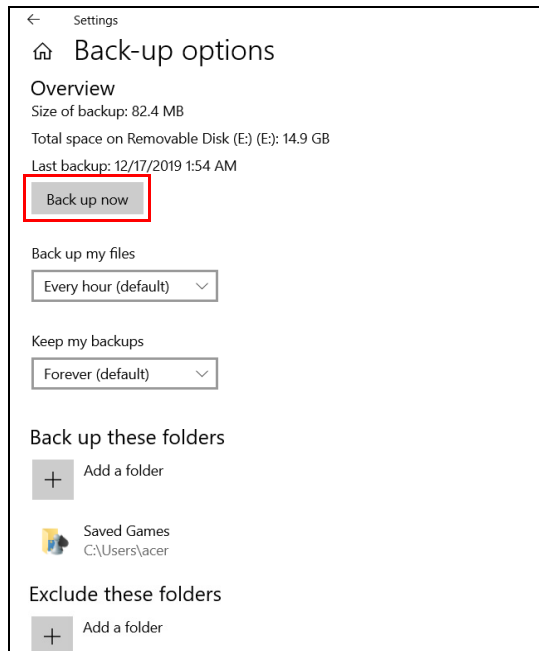 Settings
Back-up options
Overview
Size of backup: 82.4 MB
Total space on Removable Disk (E:) (E:): 14.9 GB
Last backup: 12/17/2019 1:54 AM
Back up now
Back up my files
Every hour (default)
Keep my backups
Forever (default)
Back up these folders
Add a folder
Saved Games
C:\Users\acer
Exclude these folders
Add a folder